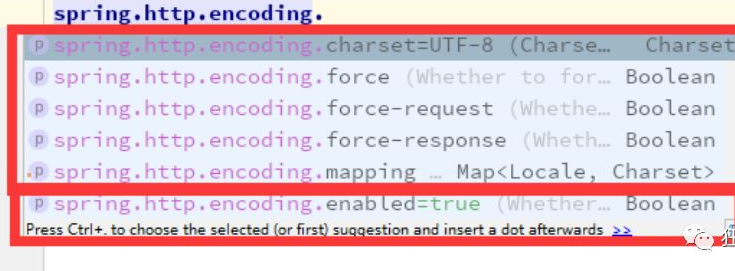 spring.http.encoding.
p spring.http.encoding.charset=UTF-8 (Charse… Charset
p spring.http.encoding.force (Whether to for… Boolean
p spring.http.encoding.force-request (Whethe… Boolean
p spring.http.encoding.force-response (Wheth… Boolean
p spring.http.encoding.mapping … Map<Locale, Charset>
p spring.http.encoding.enabled=true (Whether… Boolean
Press Ctrl+. to choose the selected (or first) suggestion and insert a dot afterwards >>